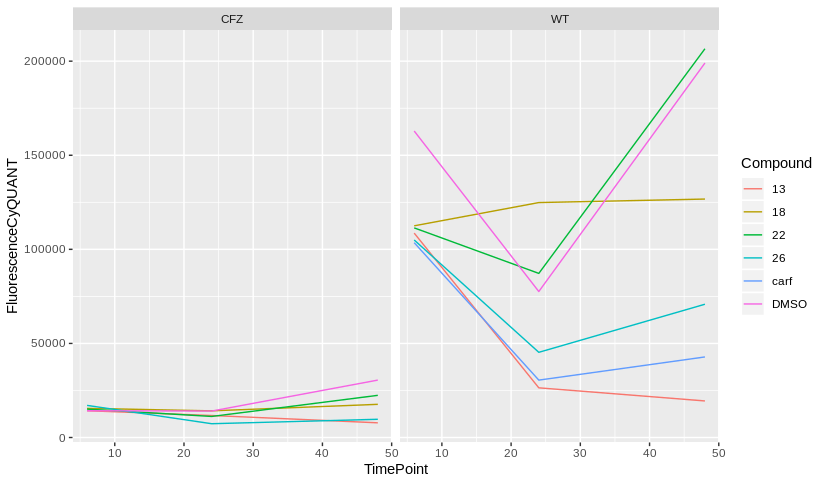 CFZ WT
FluorescenceCyQUANT
200000
150000
100000
50000
0
10 20 30 40 50 10 20 30 40 50
TimePoint
Compound
13
18
22
26
carf
DMSO